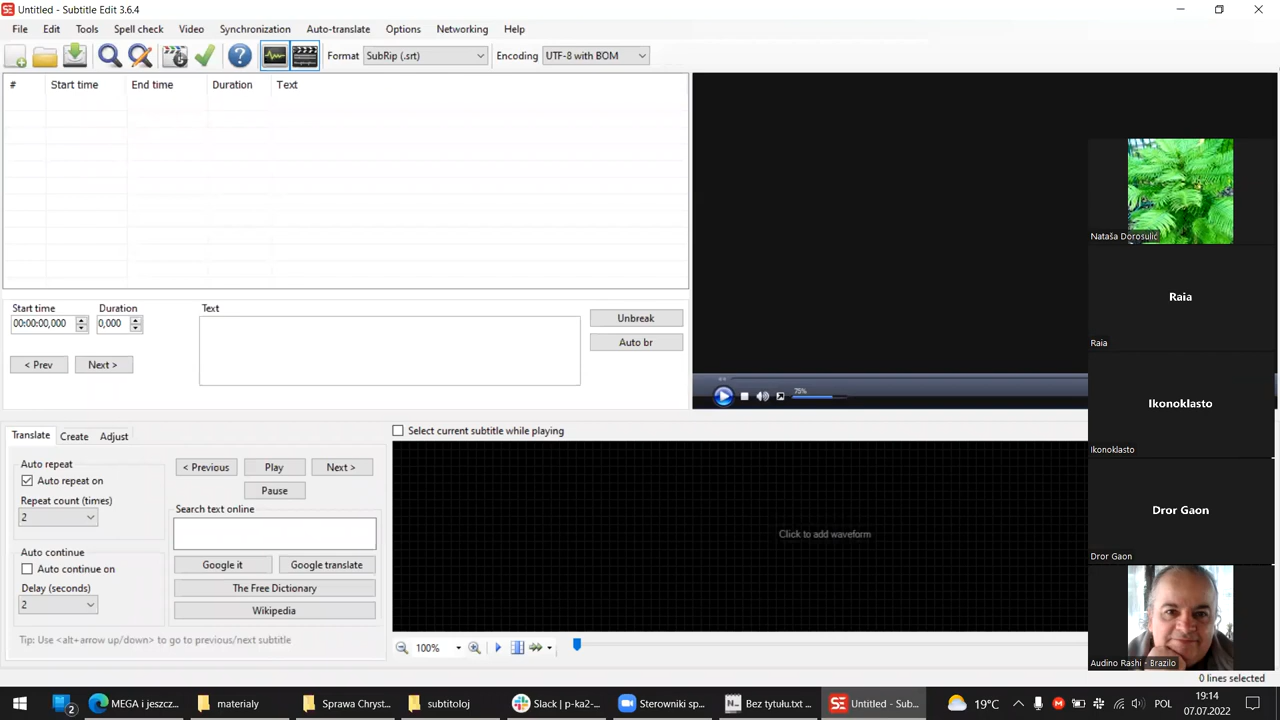 Untitled - Subtitle Edit 3.6.4
File Edit Tools Spell check Video Synchronization Auto-translate Options Networking Help
Format SubRip (.srt) Encoding UTF-8 with BOM
# Start time End time Duration Text
Nataša Dorosulić
Raia
Raia
Start time Duration Text
00:00:00,000 0,000
Unbreak
Auto br
< Prev Next >
75%
Ikonoklasto
Ikonoklasto
Translate Create Adjust
Select current subtitle while playing
Auto repeat
Auto repeat on
Repeat count (times)
2
< Previous Play Next >
Pause
Search text online
Click to add waveform
Dror Gaon
Dror Gaon
Auto continue
Auto continue on
Delay (seconds)
2
Google it Google translate
The Free Dictionary
Wikipedia
Tip: Use <alt+arrow up/down> to go to previous/next subtitle
100%
Audino Rashi - Brazilo
0 lines selected
2 MEGA i jeszcz... materialy Sprawa Chryst... subtitoloj Slack | p-ka2-... Sterowniki sp... Bez tytułu.txt ... Untitled - Sub... 19°C POL 19:14
07.07.2022